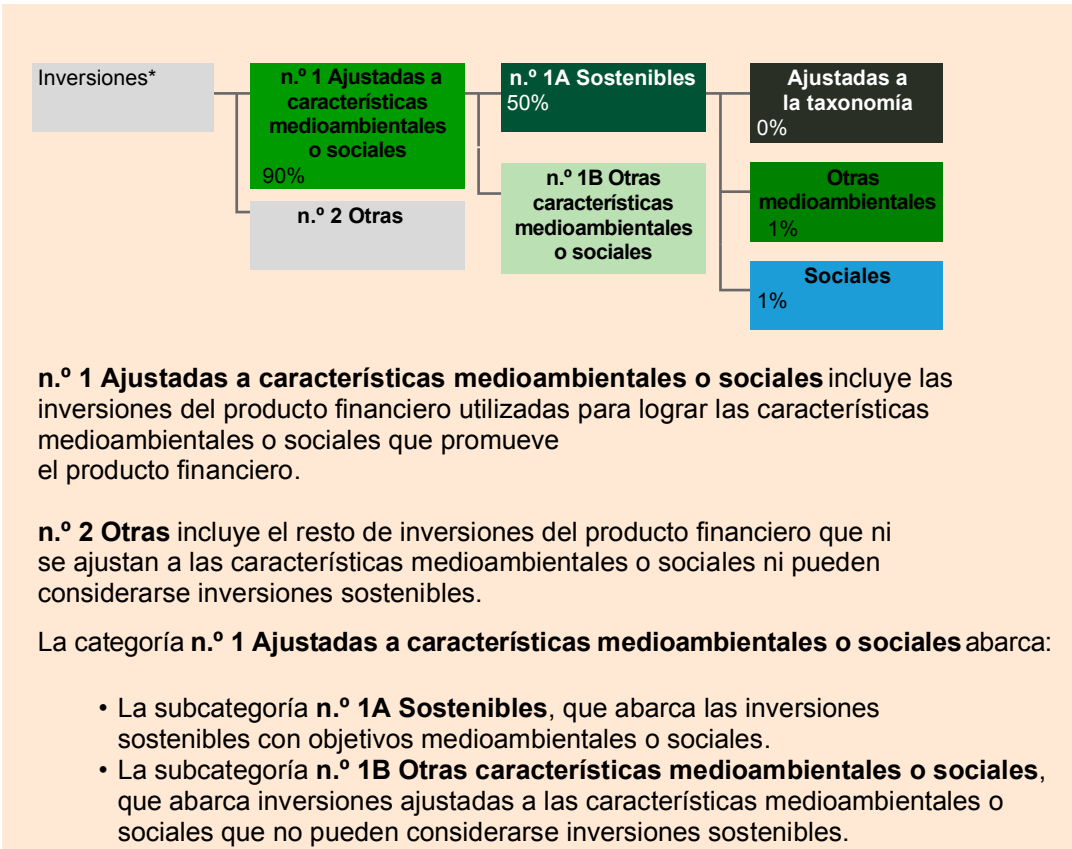 Inversiones*
n.º 1 Ajustadas a
características
medioambientales
o sociales
90%
n.º 2 Otras
n.º 1A Sostenibles
50%
n.º 1B Otras
características
medioambientales
o sociales
Ajustadas a
la taxonomía
0%
Otras
medioambientales
1%
Sociales
1%
n.º 1 Ajustadas a características medioambientales o sociales incluye las
inversiones del producto financiero utilizadas para lograr las características
medioambientales o sociales que promueve
el producto financiero.
n.º 2 Otras incluye el resto de inversiones del producto financiero que ni
se ajustan a las características medioambientales o sociales ni pueden
considerarse inversiones sostenibles.
La categoría n.º 1 Ajustadas a características medioambientales o sociales abarca:
• La subcategoría n.º 1A Sostenibles, que abarca las inversiones
sostenibles con objetivos medioambientales o sociales.
• La subcategoría n.º 1B Otras características medioambientales o sociales,
que abarca inversiones ajustadas a las características medioambientales o
sociales que no pueden considerarse inversiones sostenibles.